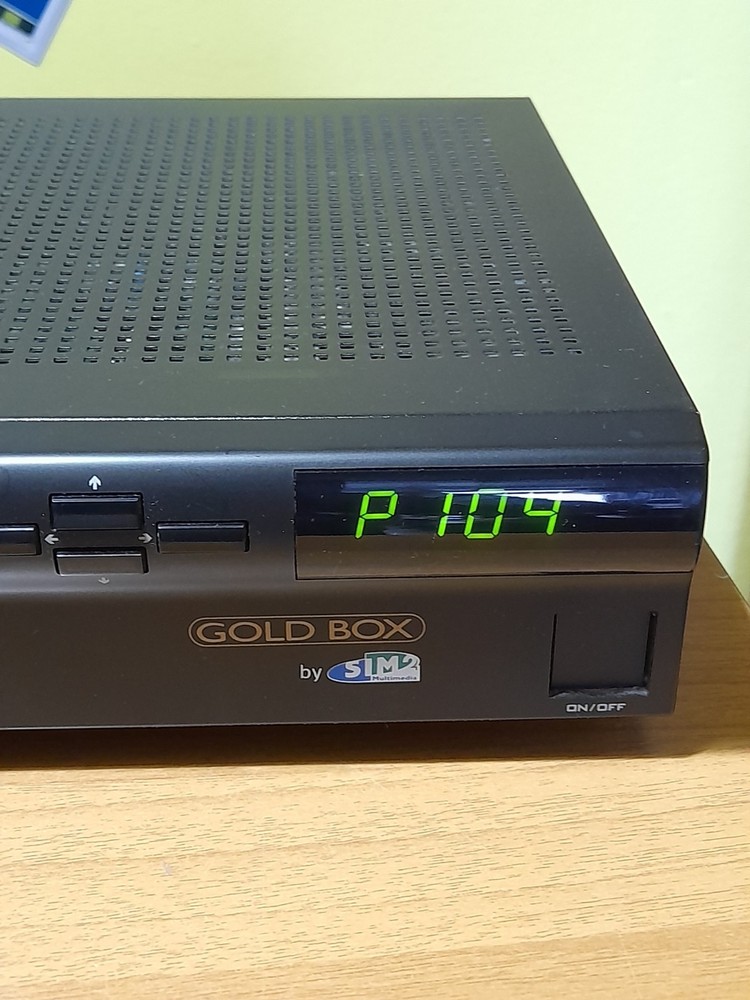 P 104
GOLD BOX
by SIM2
Multimedia
ON/OFF